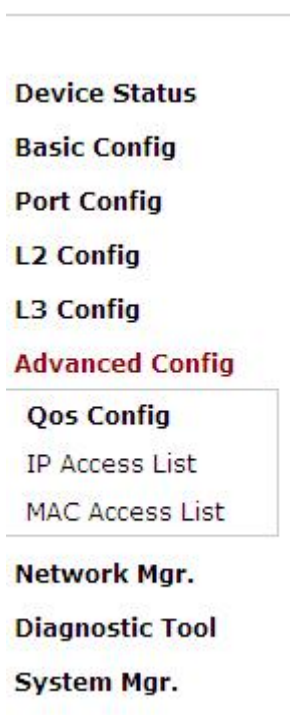 Device Status
Basic Config
Port Config
L2 Config
L3 Config
Advanced Config
Qos Config
IP Access List
MAC Access List
Network Mgr.
Diagnostic Tool
System Mgr.